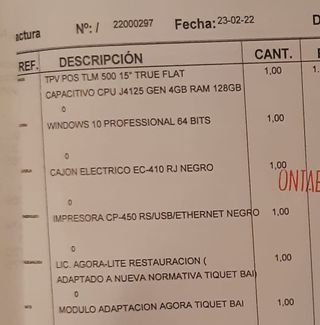 actura Nº: / 22000297 Fecha:23-02-22 D
REF. DESCRIPCIÓN CANT.
TPV POS TLM 500 15" TRUE FLAT 1,00 1.
CAPACITIVO CPU J4125 GEN 4GB RAM 128GB
0
WINDOWS 10 PROFESSIONAL 64 BITS 1,00
0
CAJON ELECTRICO EC-410 RJ NEGRO 1,00
ONTAB
IMPRESORA CP-450 RS/USB/ETHERNET NEGRO 1,00
0
LIC. AGORA-LITE RESTAURACION ( 1,00
ADAPTADO A NUEVA NORMATIVA TIQUET BAI)
0
MODULO ADAPTACION AGORA TIQUET BAI 1,00